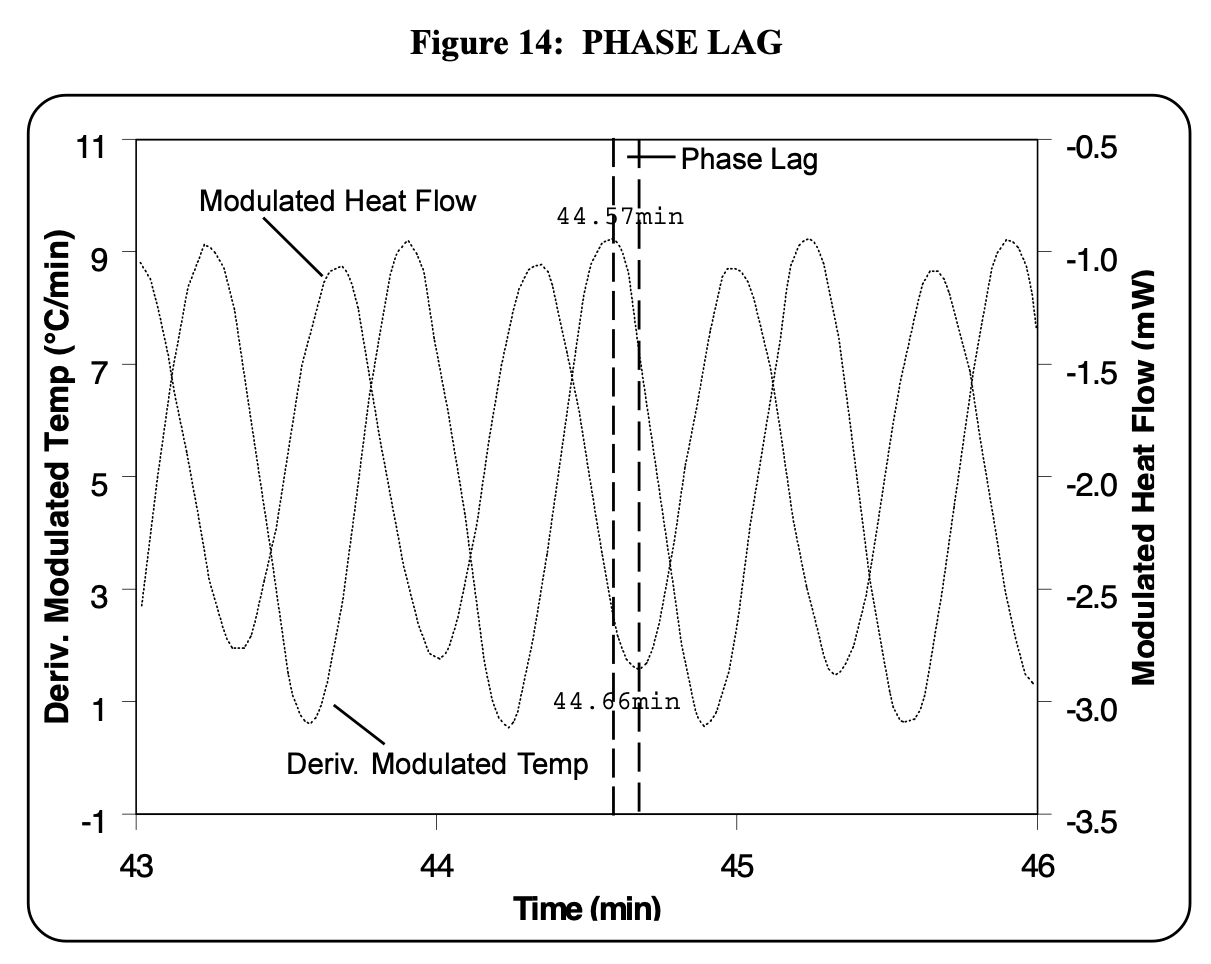 Figure 14: PHASE LAG
11
-0.5
Phase Lag
Modulated Heat Flow
44.57min
9
-1.0
7
-1.5
5
-2.0
3
-2.5
44.66min
1
-3.0
Deriv. Modulated Temp
-1
-3.5
Deriv. Modulated Temp (°C/min)
Modulated Heat Flow (mW)
43
44
45
46
Time (min)